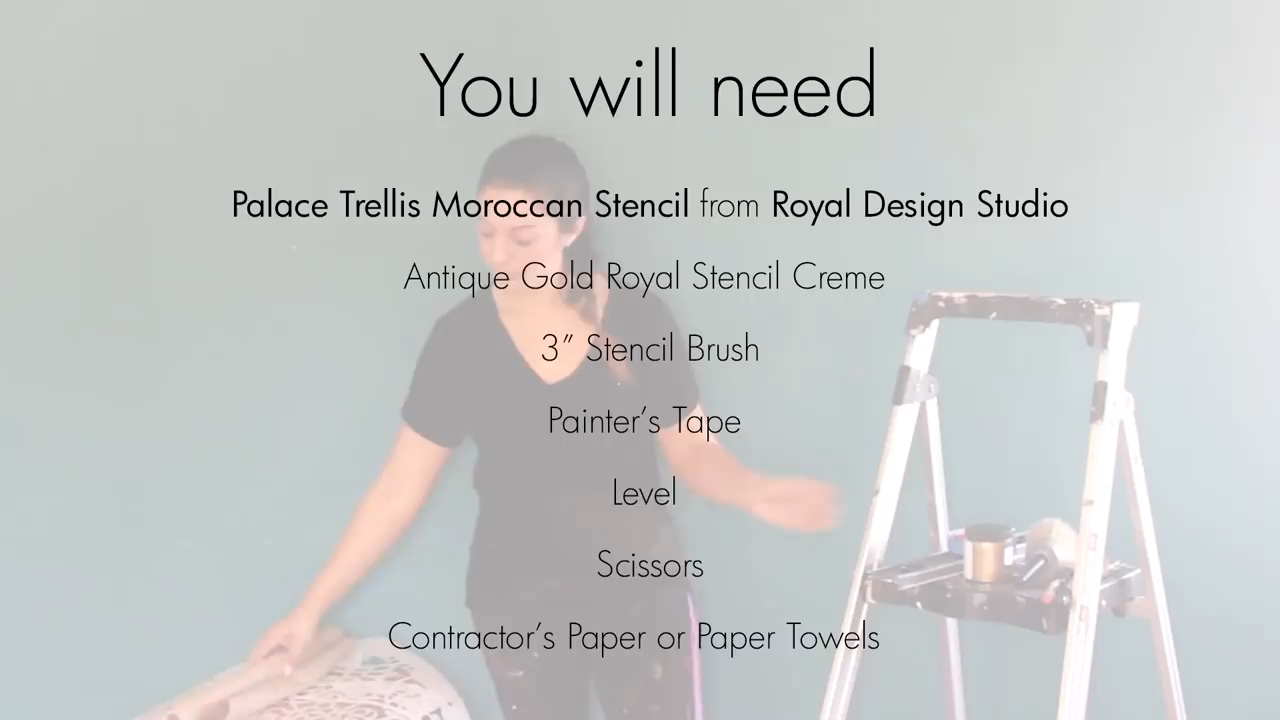 You will need
Palace Trellis Moroccan Stencil from Royal Design Studio
Antique Gold Royal Stencil Creme
3” Stencil Brush
Painter’s Tape
Level
Scissors
Contractor’s Paper or Paper Towels